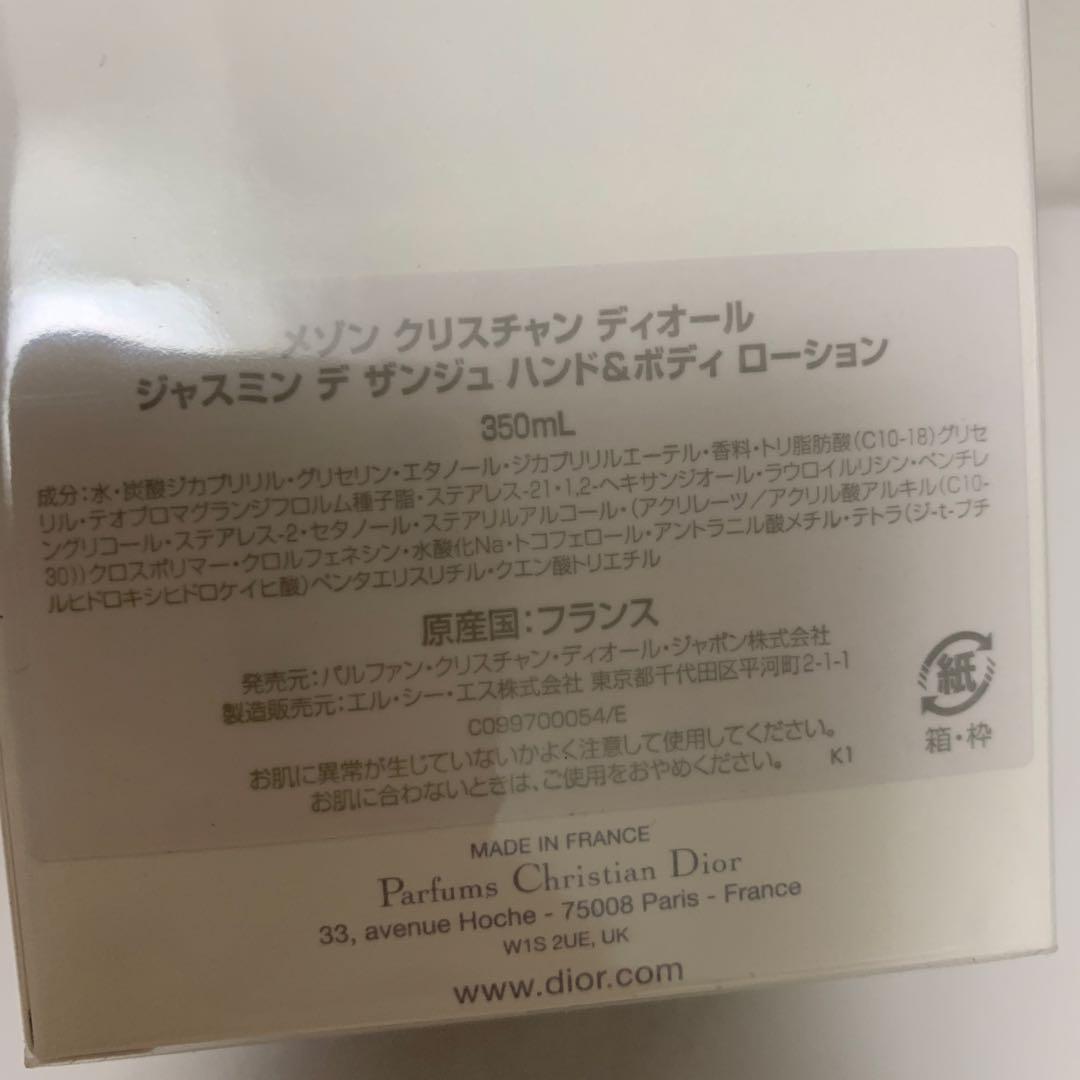 メゾン クリスチャン ディオール
ジャスミン デ ザンジュ ハンド&ボディ ローション
350mL
成分:水・炭酸ジカプリリル・グリセリン・エタノール・ジカプリリルエーテル・香料・トリ脂肪酸(C10-18)グリセ
リル・テオブロマグランジフロルム種子脂・ステアレス-21・1,2-ヘキサンジオール・ラウロイルリシン・ペンチレ
ングリコール・ステアレス-2・セタノール・ステアリルアルコール・(アクリレーツ/アクリル酸アルキル(C10-
30))クロスポリマー・クロルフェネシン・水酸化Na・トコフェロール・アントラニル酸メチル・テトラ(ジ-t-ブチ
ルヒドロキシヒドロケイヒ酸)ペンタエリスリチル・クエン酸トリエチル
原産国:フランス
発売元:パルファン・クリスチャン・ディオール・ジャポン株式会社
製造販売元:エル・シー・エス株式会社 東京都千代田区平河町2-1-1
C099700054/E
お肌に異常が生じていないかよく注意して使用してください。
お肌に合わないときは、ご使用をおやめください。 K1
紙
箱・枠
MADE IN FRANCE
Parfums Christian Dior
33, avenue Hoche - 75008 Paris - France
W1S 2UE, UK
www.dior.com